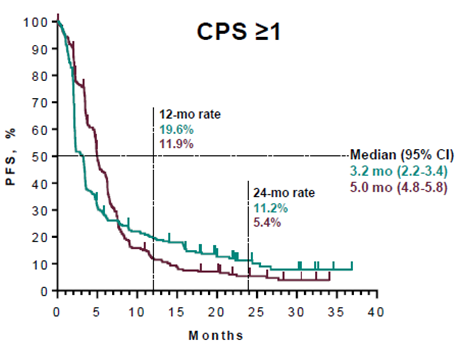 CPS ≥1
100
90
80
70
60
50
40
30
20
10
0
PFS, %
12-mo rate
19.6%
11.9%
Median (95% CI)
3.2 mo (2.2-3.4)
5.0 mo (4.8-5.8)
24-mo rate
11.2%
5.4%
0 5 10 15 20 25 30 35 40
Months